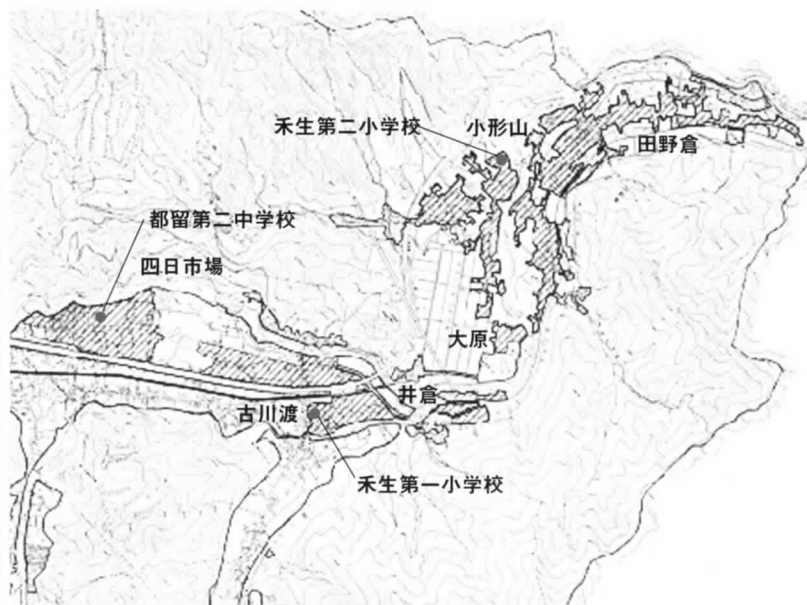 禾生第二小学校
小形山
田野倉
都留第二中学校
四日市場
大原
井倉
古川渡
禾生第一小学校